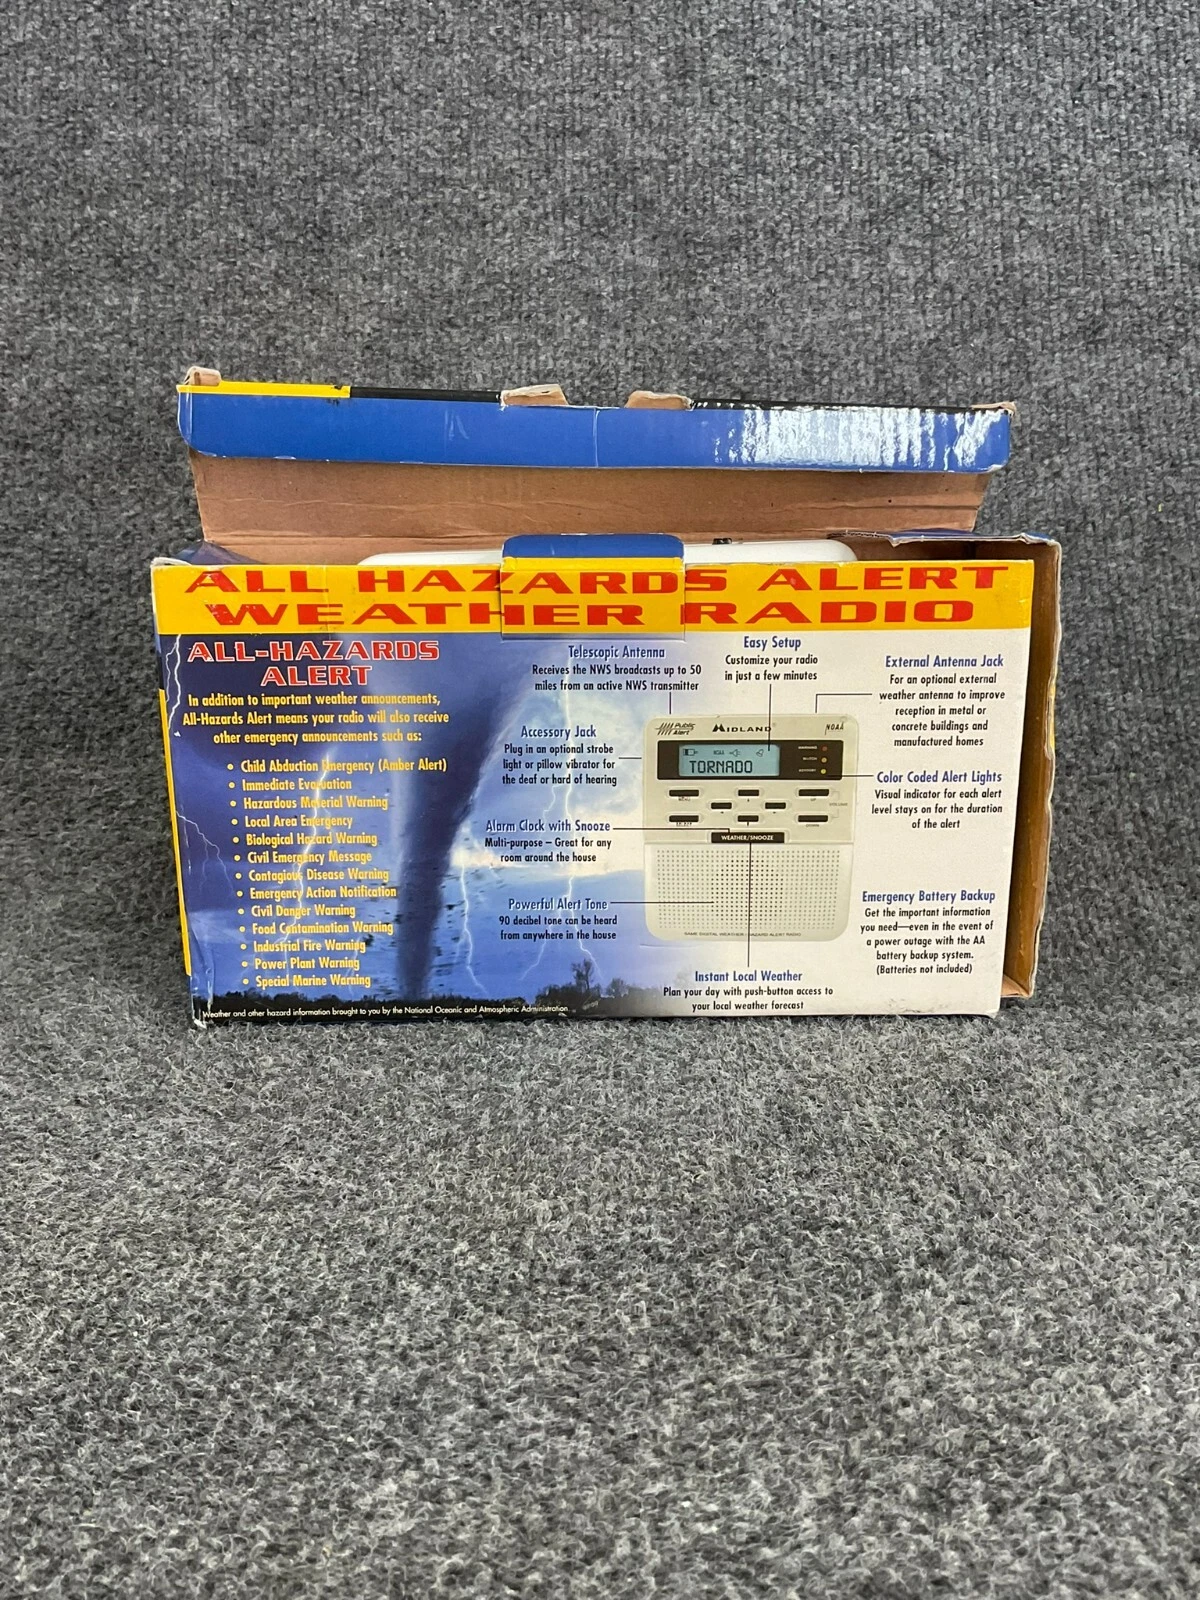 ALL HAZARDS ALERT
WEATHER RADIO
ALL-HAZARDS
ALERT
In addition to important weather announcements,
All-Hazards Alert means your radio will also receive
other emergency announcements such as:
• Child Abduction Emergency (Amber Alert)
• Immediate Evacuation
• Hazardous Material Warning
• Local Area Emergency
• Biological Hazard Warning
• Civil Emergency Message
• Contagious Disease Warning
• Emergency Action Notification
• Civil Danger Warning
• Food Contamination Warning
• Industrial Fire Warning
• Power Plant Warning
• Special Marine Warning
Weather and other hazard information brought to you by the National Oceanic and Atmospheric Administration
Telescopic Antenna
Receives the NWS broadcasts up to 50
miles from an active NWS transmitter
Accessory Jack
Plug in an optional strobe
light or pillow vibrator for
the deaf or hard of hearing
Alarm Clock with Snooze
Multi-purpose – Great for any
room around the house
Powerful Alert Tone
90 decibel tone can be heard
from anywhere in the house
Easy Setup
Customize your radio
in just a few minutes
Public
Alert
MIDLAND
NOAA
TORNADO
WEATHER/SNOOZE
Instant Local Weather
Plan your day with push-button access to
your local weather forecast
External Antenna Jack
For an optional external
weather antenna to improve
reception in metal or
concrete buildings and
manufactured homes
Color Coded Alert Lights
Visual indicator for each alert
level stays on for the duration
of the alert
Emergency Battery Backup
Get the important information
you need—even in the event of
a power outage with the AA
battery backup system.
(Batteries not included)